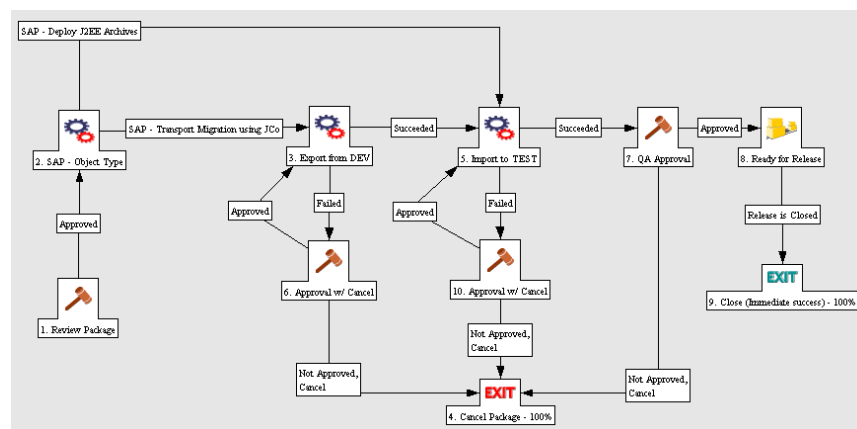 SAP - Deploy J2EE Archives
SAP - Transport Migration using JCo
Succeeded
Succeeded
Approved
2. SAP - Object Type
3. Export from DEV
5. Import to TEST
7. QA Approval
8. Ready for Release
Approved
Approved
Failed
Approved
Failed
Release is Closed
EXIT
9. Close (Immediate success) - 100%
1. Review Package
6. Approval w/ Cancel
10. Approval w/ Cancel
Not Approved,
Cancel
Not Approved,
Cancel
Not Approved,
Cancel
EXIT
4. Cancel Package - 100%